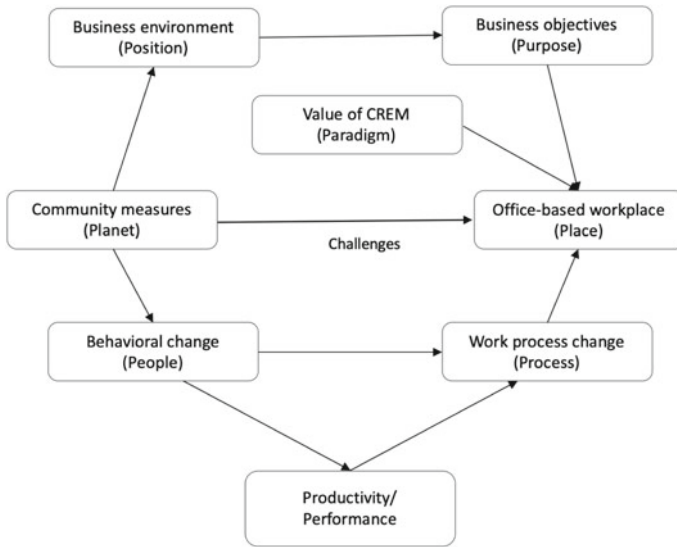 Business environment
(Position)
Business objectives
(Purpose)
Value of CREM
(Paradigm)
Community measures
(Planet)
Challenges
Office-based workplace
(Place)
Behavioral change
(People)
Work process change
(Process)
Productivity/
Performance